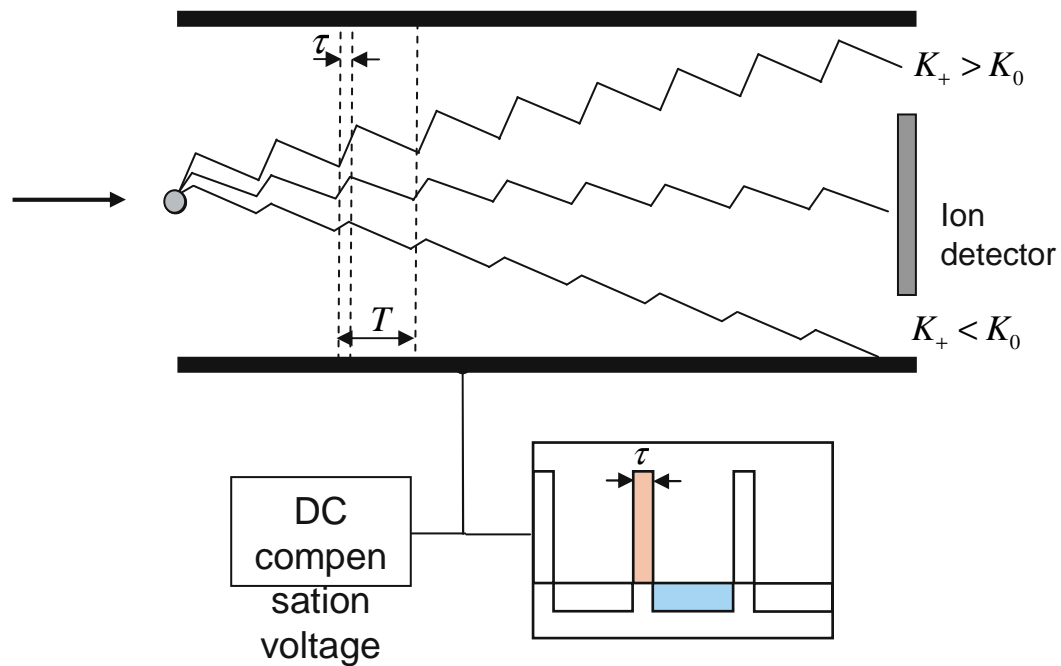 τ
K₊ > K₀
Ion
detector
T
K₊ < K₀
τ
DC
compen
sation
voltage